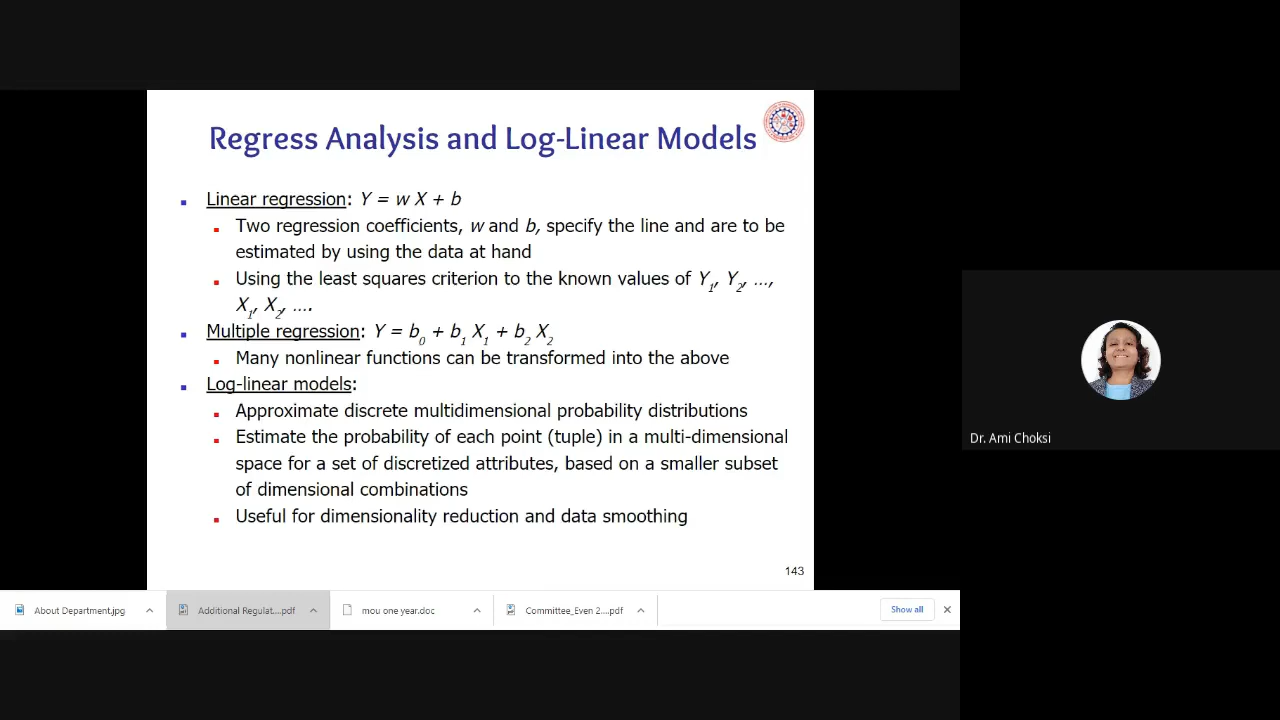 Regress Analysis and Log-Linear Models
Linear regression: Y = w X + b
Two regression coefficients, w and b, specify the line and are to be
estimated by using the data at hand
Using the least squares criterion to the known values of Y1, Y2, …,
X1, X2, ….
Multiple regression: Y = b0 + b1 X1 + b2 X2
Many nonlinear functions can be transformed into the above
Log-linear models:
Approximate discrete multidimensional probability distributions
Estimate the probability of each point (tuple) in a multi-dimensional
space for a set of discretized attributes, based on a smaller subset
of dimensional combinations
Useful for dimensionality reduction and data smoothing
143
Dr. Ami Choksi
About Department.jpg
Additional Regulat....pdf
mou one year.doc
Committee_Even 2....pdf
Show all